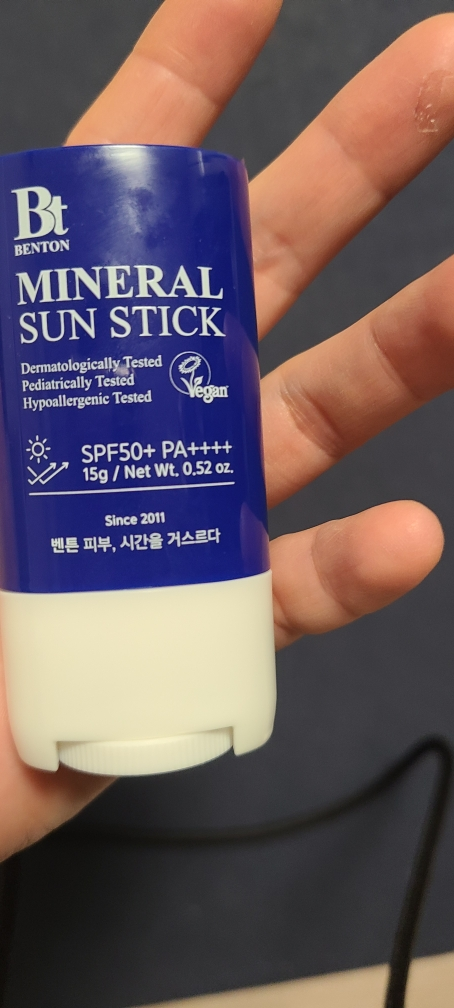 Bt
BENTON
MINERAL
SUN STICK
Dermatologically Tested
Pediatrically Tested
Hypoallergenic Tested
Vegan
SPF50+ PA++++
15g / Net Wt. 0.52 oz.
Since 2011
벤튼 피부, 시간을 거스르다